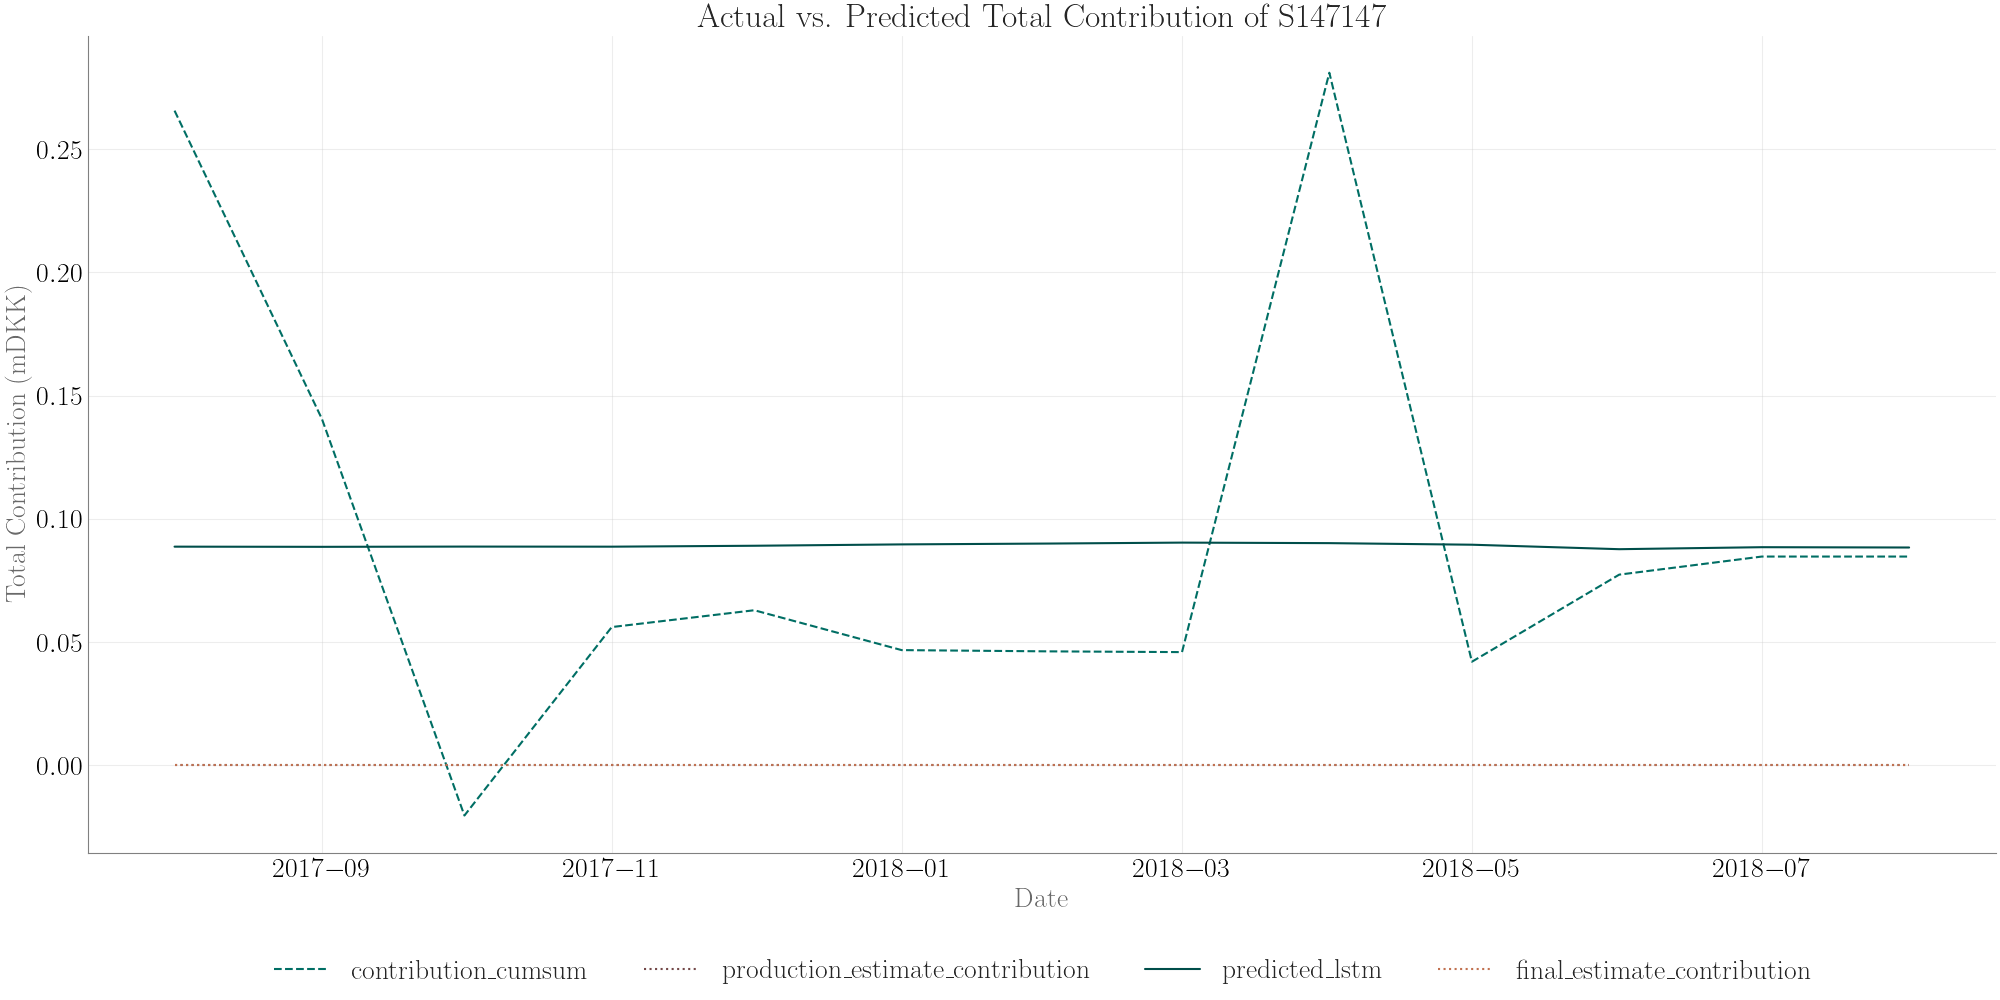 Actual vs. Predicted Total Contribution of S147147
Total Contribution (mDKK)
0.25
0.20
0.15
0.10
0.05
0.00
2017−09 2017−11 2018−01 2018−03 2018−05 2018−07
Date
contribution_cumsum production_estimate_contribution predicted_lstm final_estimate_contribution